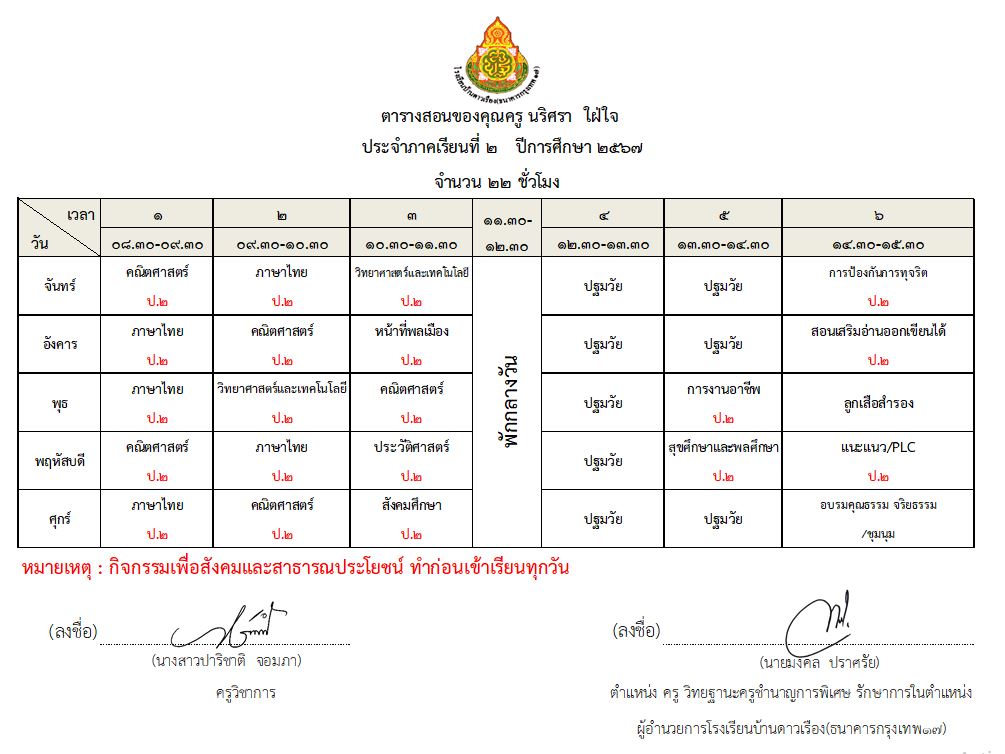 โรงเรียนบ้านดาวเรือง(ธนาคารกรุงเทพ๑๗)
ตารางสอนของคุณครู นริศรา ใฝ่ใจ
ประจำภาคเรียนที่ ๒ ปีการศึกษา ๒๕๖๗
จำนวน ๒๒ ชั่วโมง
เวลา ๑ ๒ ๓ ๑๑.๓๐- ๔ ๕ ๖
วัน ๐๘.๓๐-๐๙.๓๐ ๐๙.๓๐-๑๐.๓๐ ๑๐.๓๐-๑๑.๓๐ ๑๒.๓๐ ๑๒.๓๐-๑๓.๓๐ ๑๓.๓๐-๑๔.๓๐ ๑๔.๓๐-๑๕.๓๐
คณิตศาสตร์ ภาษาไทย วิทยาศาสตร์และเทคโนโลยี การป้องกันการทุจริต
จันทร์ ปฐมวัย ปฐมวัย
ป.๒ ป.๒ ป.๒ ป.๒
ภาษาไทย คณิตศาสตร์ หน้าที่พลเมือง สอนเสริมอ่านออกเขียนได้
อังคาร ปฐมวัย ปฐมวัย
ป.๒ ป.๒ ป.๒ ป.๒
พักกลางวัน
ภาษาไทย วิทยาศาสตร์และเทคโนโลยี คณิตศาสตร์ การงานอาชีพ
พุธ ปฐมวัย ลูกเสือสำรอง
ป.๒ ป.๒ ป.๒ ป.๒
คณิตศาสตร์ ภาษาไทย ประวัติศาสตร์ สุขศึกษาและพลศึกษา แนะแนว/PLC
พฤหัสบดี ปฐมวัย
ป.๒ ป.๒ ป.๒ ป.๒ ป.๒
ภาษาไทย คณิตศาสตร์ สังคมศึกษา อบรมคุณธรรม จริยธรรม
ศุกร์ ปฐมวัย ปฐมวัย
ป.๒ ป.๒ ป.๒ /ชุมนุม
หมายเหตุ : กิจกรรมเพื่อสังคมและสาธารณประโยชน์ ทำก่อนเข้าเรียนทุกวัน
(ลงชื่อ) (ลงชื่อ)
(นางสาวปาริชาติ จอมภา) (นายมงคล ปราศรัย)
ครูวิชาการ ตำแหน่ง ครู วิทยฐานะครูชำนาญการพิเศษ รักษาการในตำแหน่ง
ผู้อำนวยการโรงเรียนบ้านดาวเรือง(ธนาคารกรุงเทพ๑๗)